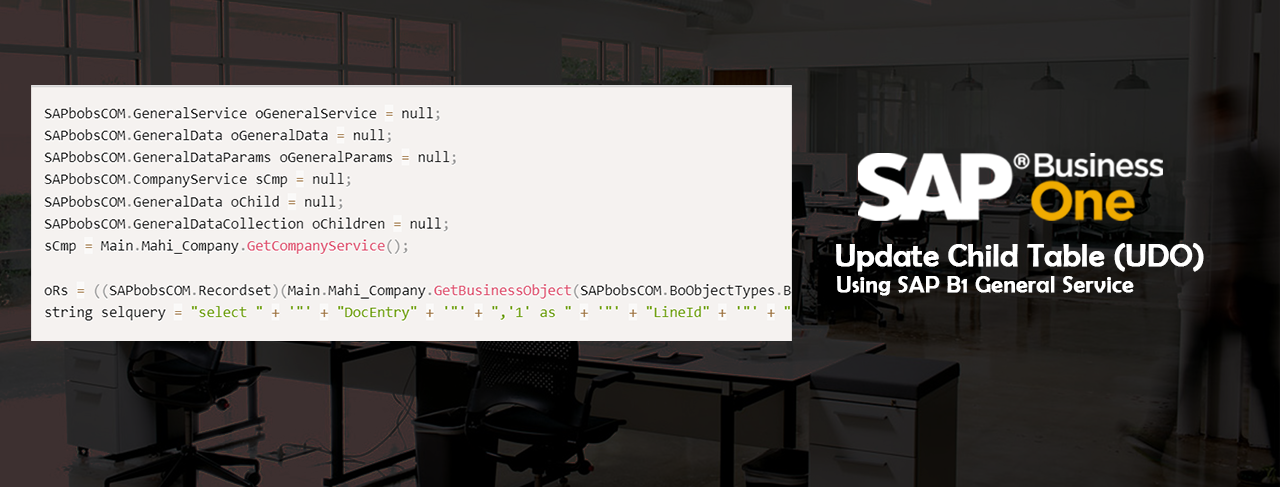 SAPbobsCOM.GeneralService oGeneralService = null;
SAPbobsCOM.GeneralData oGeneralData = null;
SAPbobsCOM.GeneralDataParams oGeneralParams = null;
SAPbobsCOM.CompanyService sCmp = null;
SAPbobsCOM.GeneralData oChild = null;
SAPbobsCOM.GeneralDataCollection oChildren = null;
sCmp = Main.Mahi_Company.GetCompanyService();
oRs = ((SAPbobsCOM.Recordset)(Main.Mahi_Company.GetBusinessObject(SAPbobsCOM.BoObjectTypes.B
string selquery = "select " + '"' + "DocEntry" + '"' + ",'1' as " + '"' + "LineId" + '"' + "
SAP® Business
One
Update Child Table (UDO)
Using SAP B1 General Service